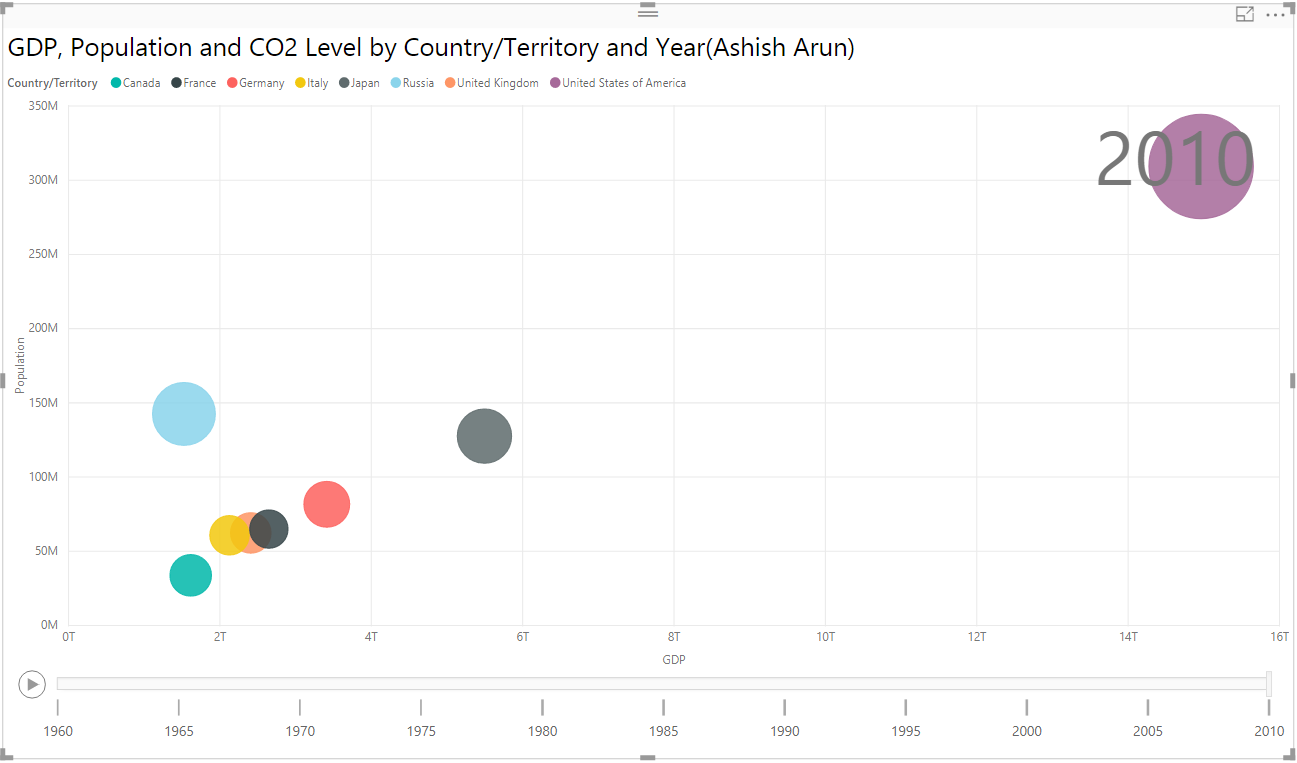 GDP, Population and CO2 Level by Country/Territory and Year(Ashish Arun)
Country/Territory Canada France Germany Italy Japan Russia United Kingdom United States of America
350M
2010
300M
250M
200M
Population
150M
100M
50M
0M
0T 2T 4T 6T 8T 10T 12T 14T 16T
GDP
1960 1965 1970 1975 1980 1985 1990 1995 2000 2005 2010